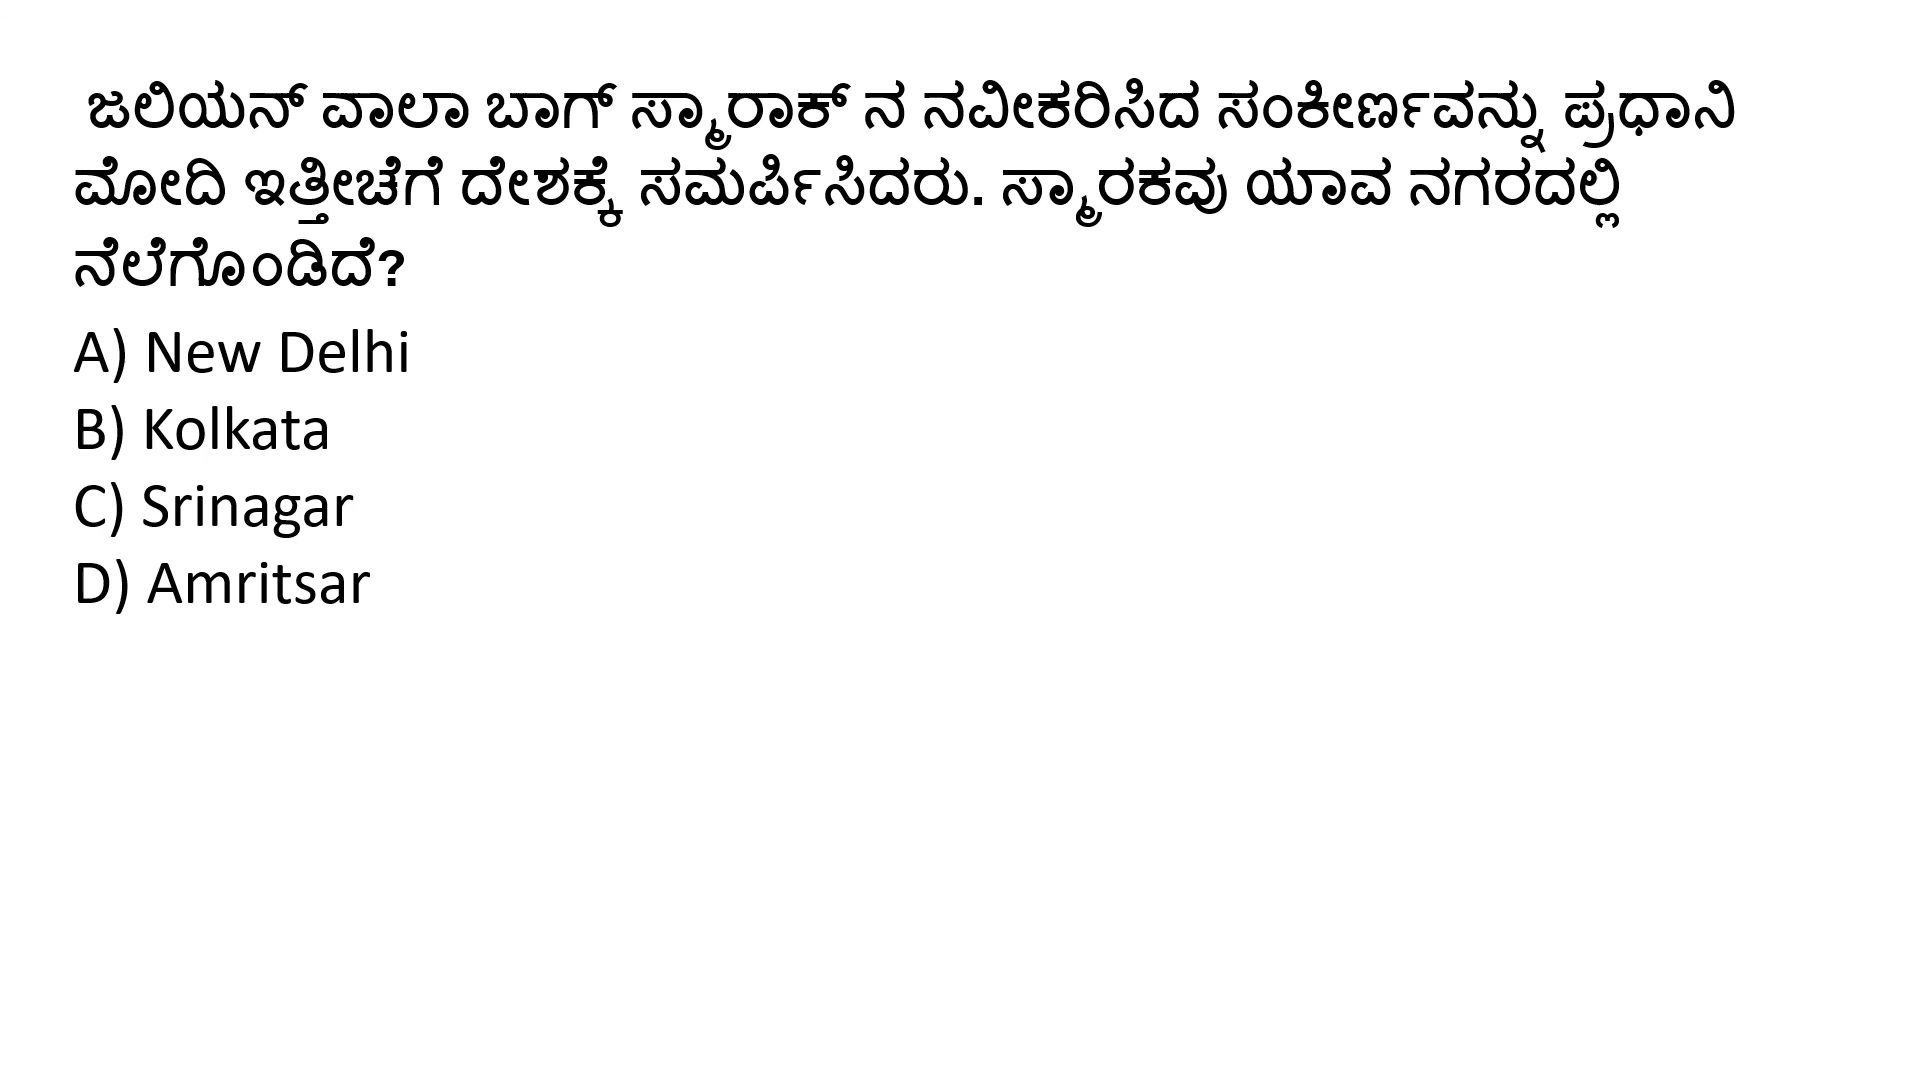 ಜಲಿಯನ್ ವಾಲಾ ಬಾಗ್ ಸ್ಮಾರಾಕ್ ನ ನವೀಕರಿಸಿದ ಸಂಕೀರ್ಣವನ್ನು ಪ್ರಧಾನಿ
ಮೋದಿ ಇತ್ತೀಚೆಗೆ ದೇಶಕ್ಕೆ ಸಮರ್ಪಿಸಿದರು. ಸ್ಮಾರಕವು ಯಾವ ನಗರದಲ್ಲಿ
ನೆಲೆಗೊಂಡಿದೆ?
A) New Delhi
B) Kolkata
C) Srinagar
D) Amritsar